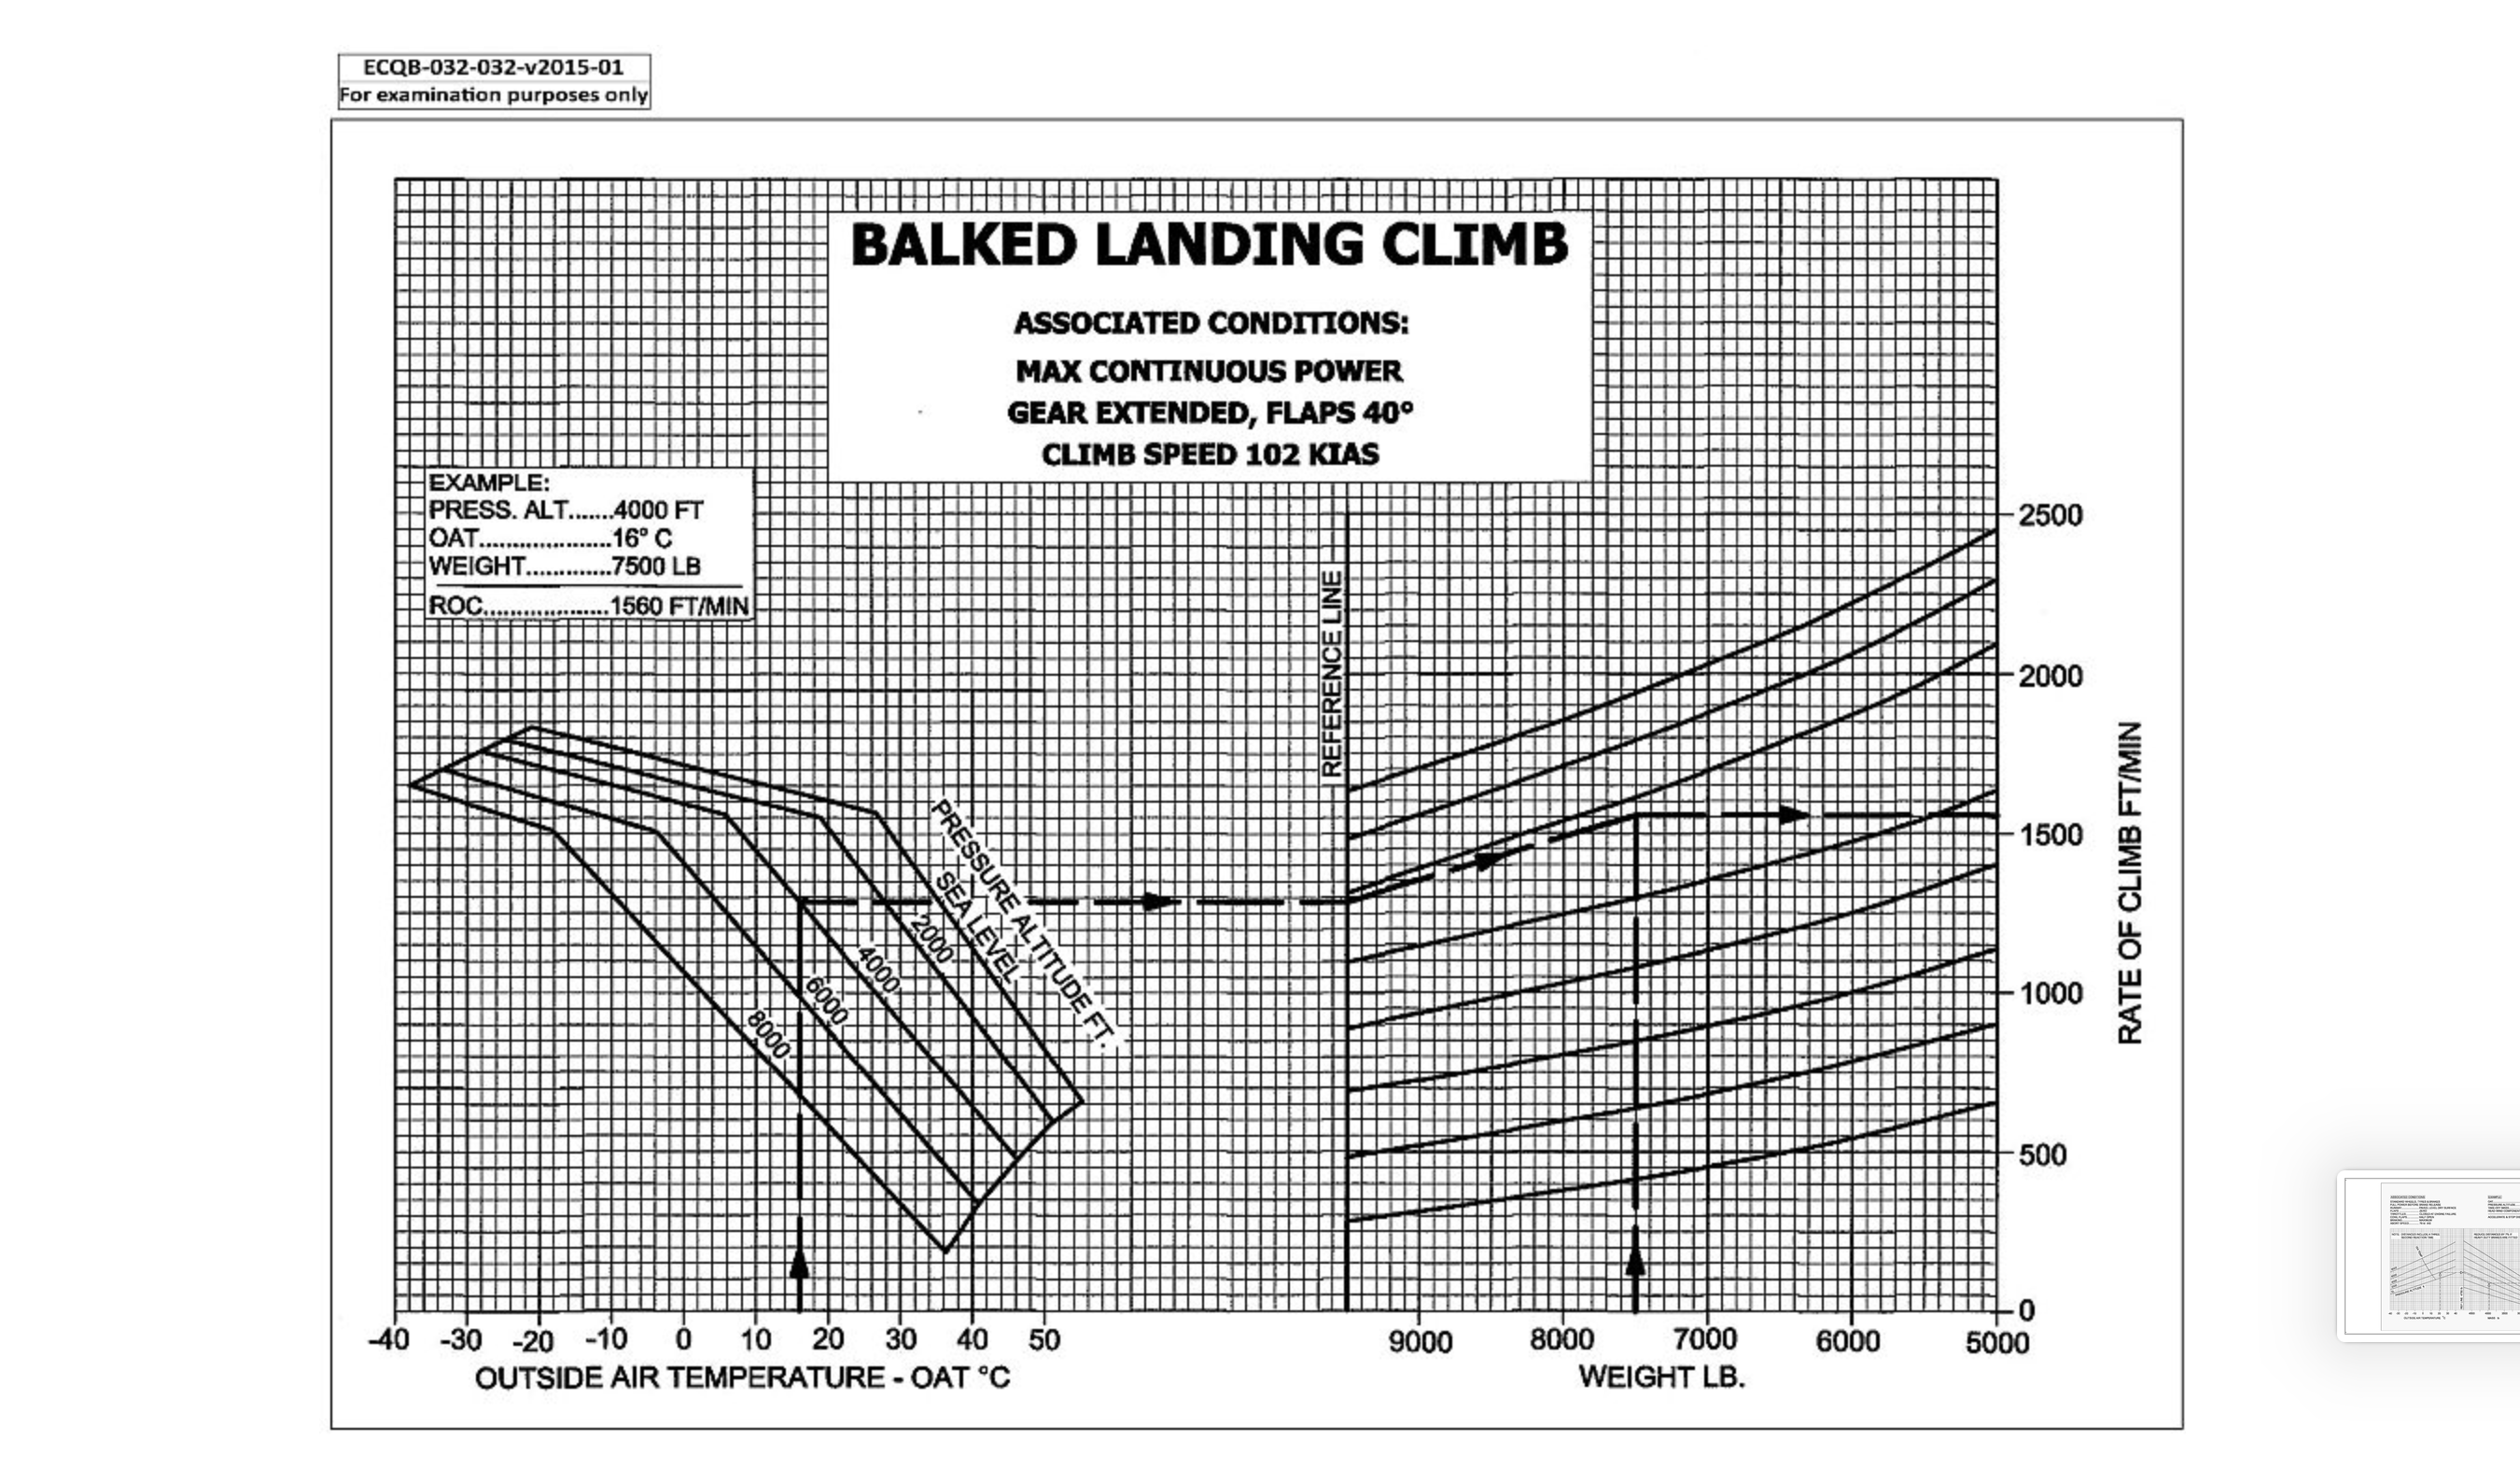 ECQB-032-032-v2015-01
For examination purposes only
BALKED LANDING CLIMB
ASSOCIATED CONDITIONS:
MAX CONTINUOUS POWER
GEAR EXTENDED, FLAPS 40°
CLIMB SPEED 102 KIAS
EXAMPLE:
PRESS. ALT.......4000 FT
OAT.....................16° C
WEIGHT.............7500 LB
ROC....................1560 FT/MIN
REFERENCE LINE
PRESSURE ALTITUDE FT.
SEA LEVEL
2000
4000
6000
8000
2500
2000
1500
1000
500
0
RATE OF CLIMB FT/MIN
-40 -30 -20 -10 0 10 20 30 40 50
OUTSIDE AIR TEMPERATURE - OAT °C
9000 8000 7000 6000 5000
WEIGHT LB.